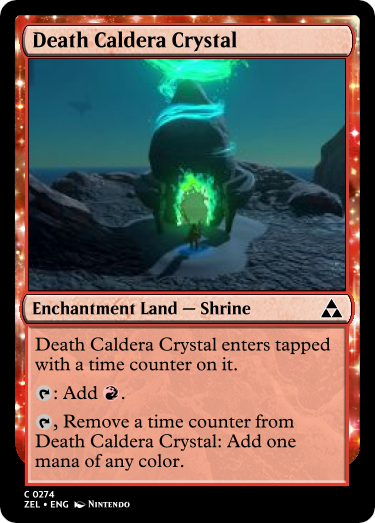 Death Caldera Crystal
Enchantment Land — Shrine
Death Caldera Crystal enters tapped
with a time counter on it.
: Add .
, Remove a time counter from
Death Caldera Crystal: Add one
mana of any color.
C 0274
ZEL • ENG Nintendo